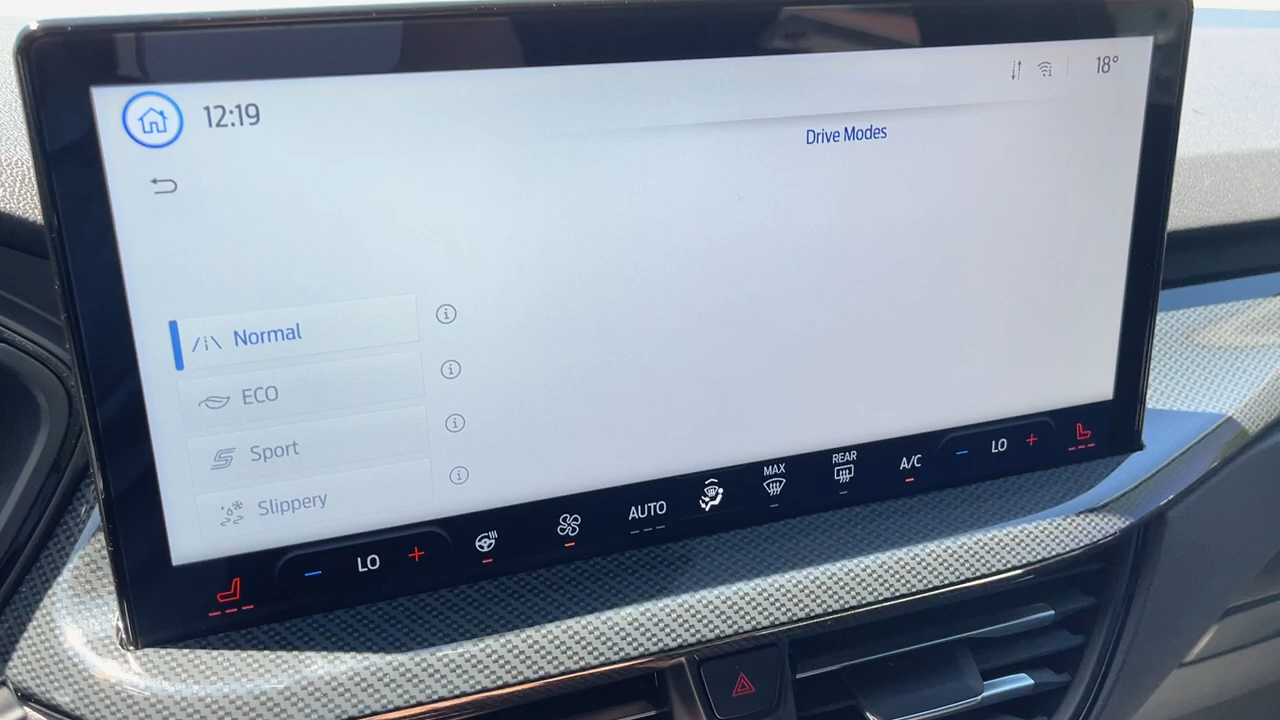 12:19
18°
Drive Modes
Normal
ECO
Sport
Slippery
LO
AUTO
MAX
REAR
A/C
LO